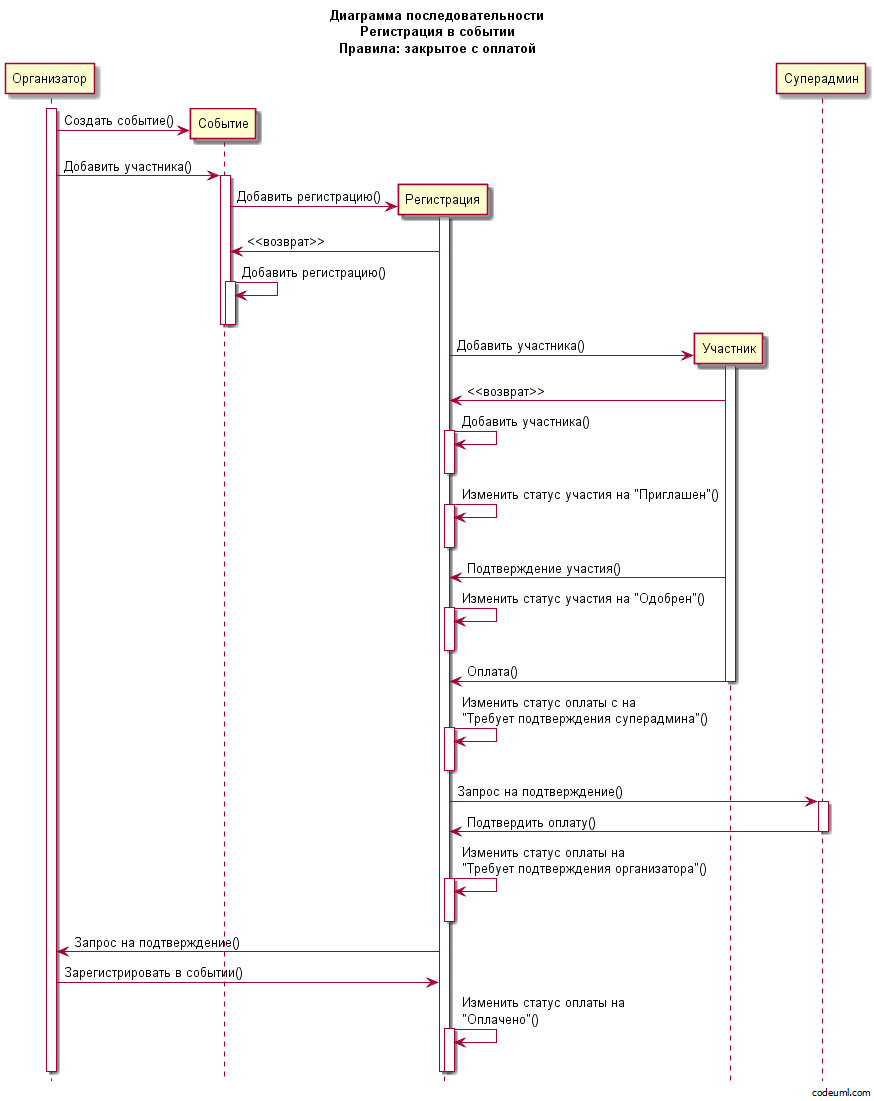 Диаграмма последовательности
Регистрация в событии
Правила: закрытое с оплатой
Организатор
Суперадмин
Создать событие()
Событие
Добавить участника()
Добавить регистрацию()
Регистрация
<<возврат>>
Добавить регистрацию()
Добавить участника()
Участник
<<возврат>>
Добавить участника()
Изменить статус участия на "Приглашен"()
Подтверждение участия()
Изменить статус участия на "Одобрен"()
Оплата()
Изменить статус оплаты с на
"Требует подтверждения суперадмина"()
Запрос на подтверждение()
Подтвердить оплату()
Изменить статус оплаты на
"Требует подтверждения организатора"()
Запрос на подтверждение()
Зарегистрировать в событии()
Изменить статус оплаты на
"Оплачено"()
codeuml.com